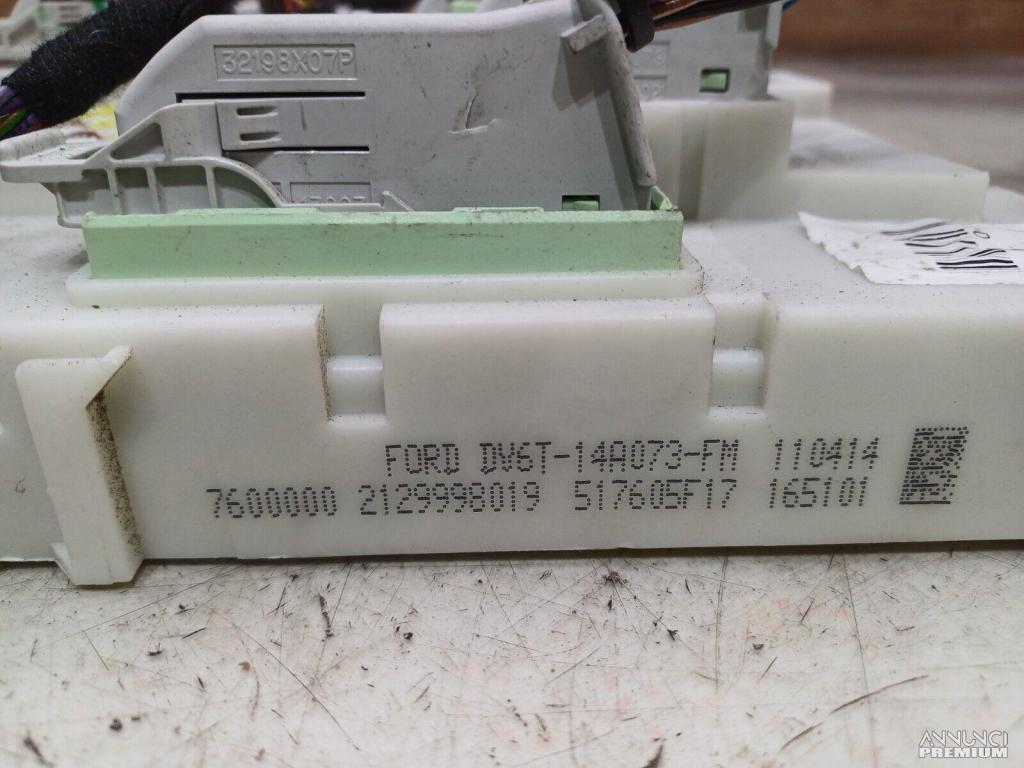 32198X07P
FORD DV6T-14A073-FM 110414
7600000 2129998019 517605F17 165101
ANNUNCI
PREMIUM